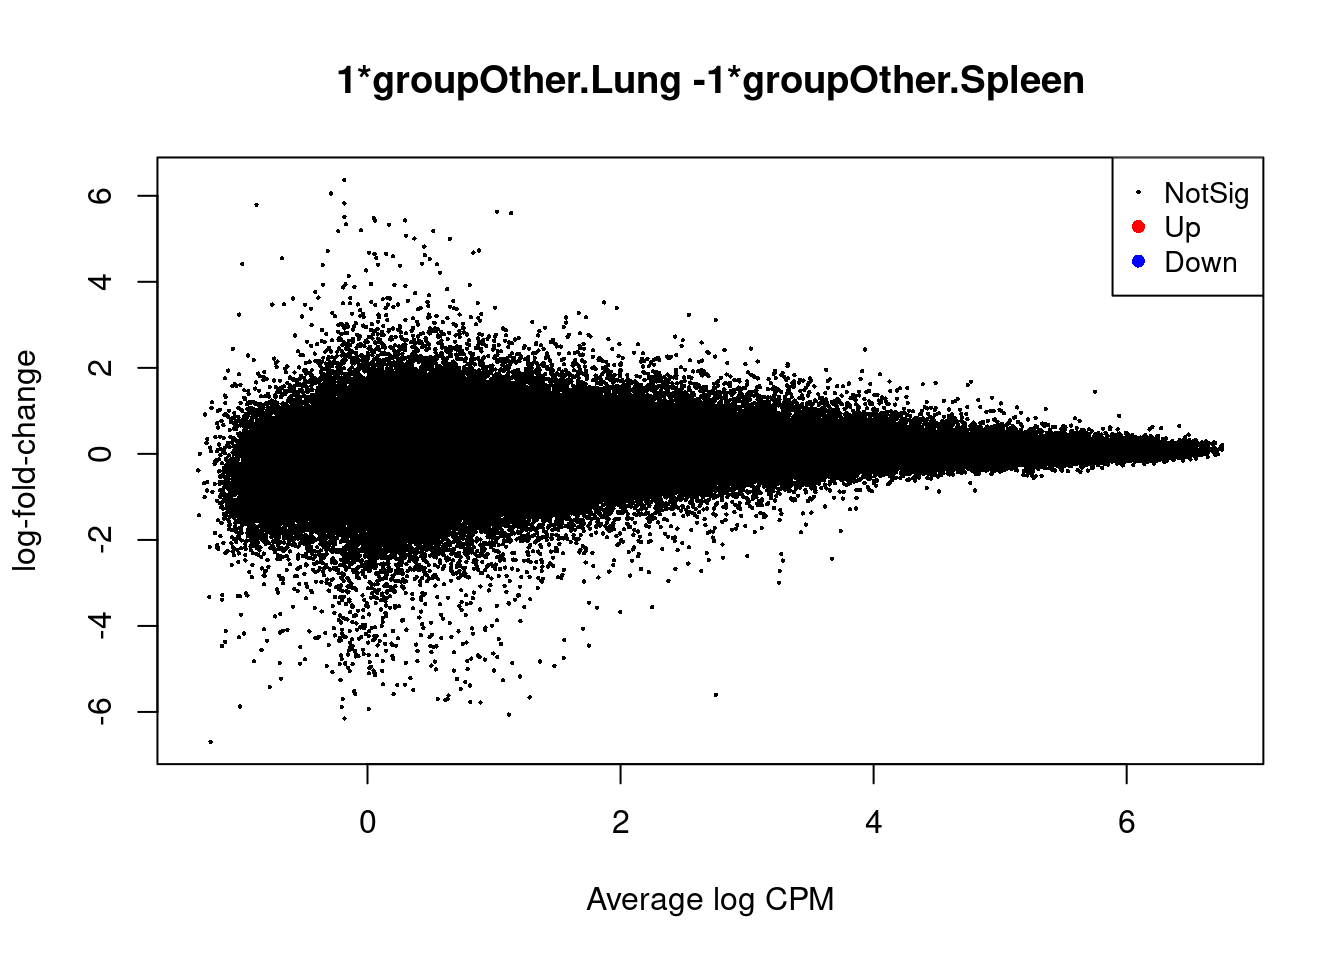 1*groupOther.Lung -1*groupOther.Spleen
NotSig
Up
Down
6
4
2
0
-2
-4
-6
log-fold-change
0 2 4 6
Average log CPM